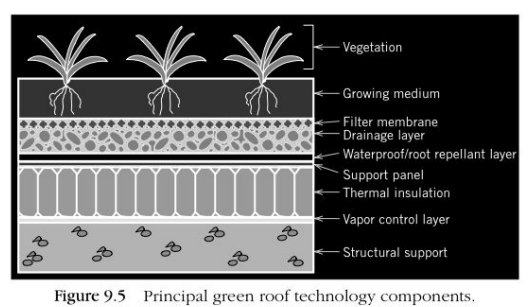 Vegetation
Growing medium
Filter membrane
Drainage layer
Waterproof/root repellant layer
Support panel
Thermal insulation
Vapor control layer
Structural support
Figure 9.5 Principal green roof technology components.